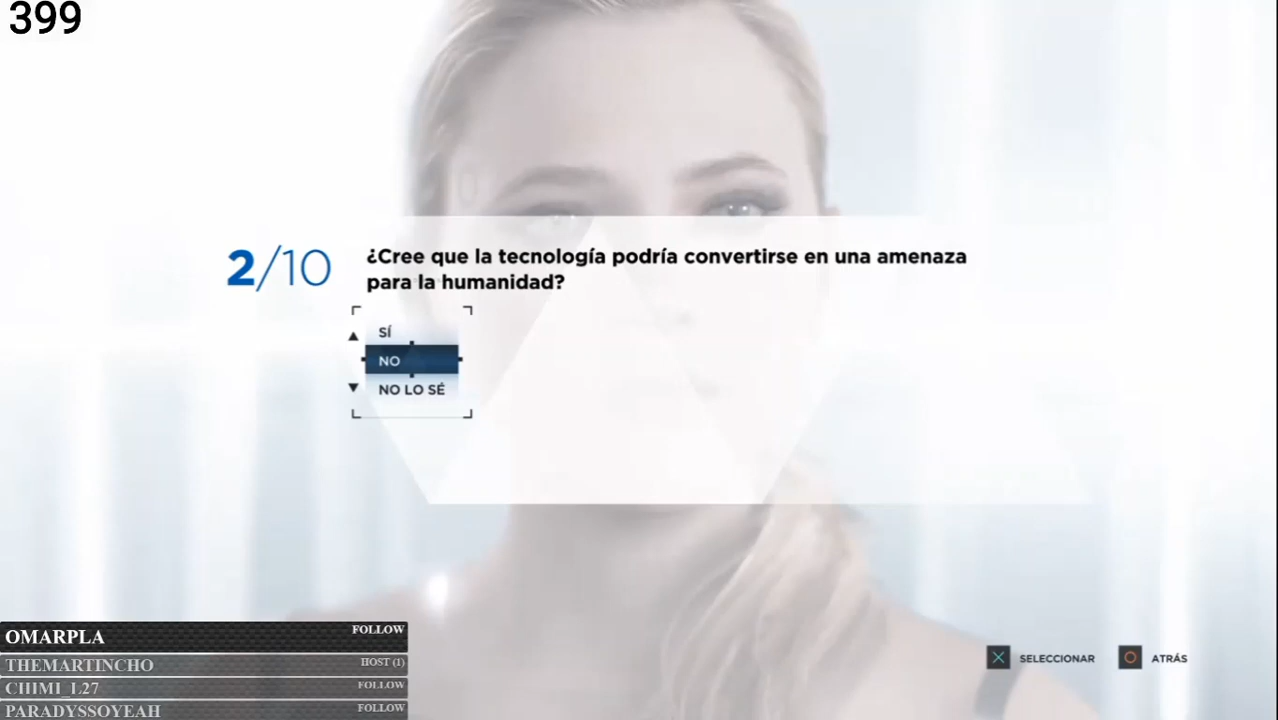 399
2/10
¿Cree que la tecnología podría convertirse en una amenaza
para la humanidad?
SÍ
NO
NO LO SÉ
OMARPLA FOLLOW
THEMARTINCHO HOST (1)
CHIMI_L27 FOLLOW
PARADYSSOYEAH FOLLOW
SELECCIONAR ATRÁS